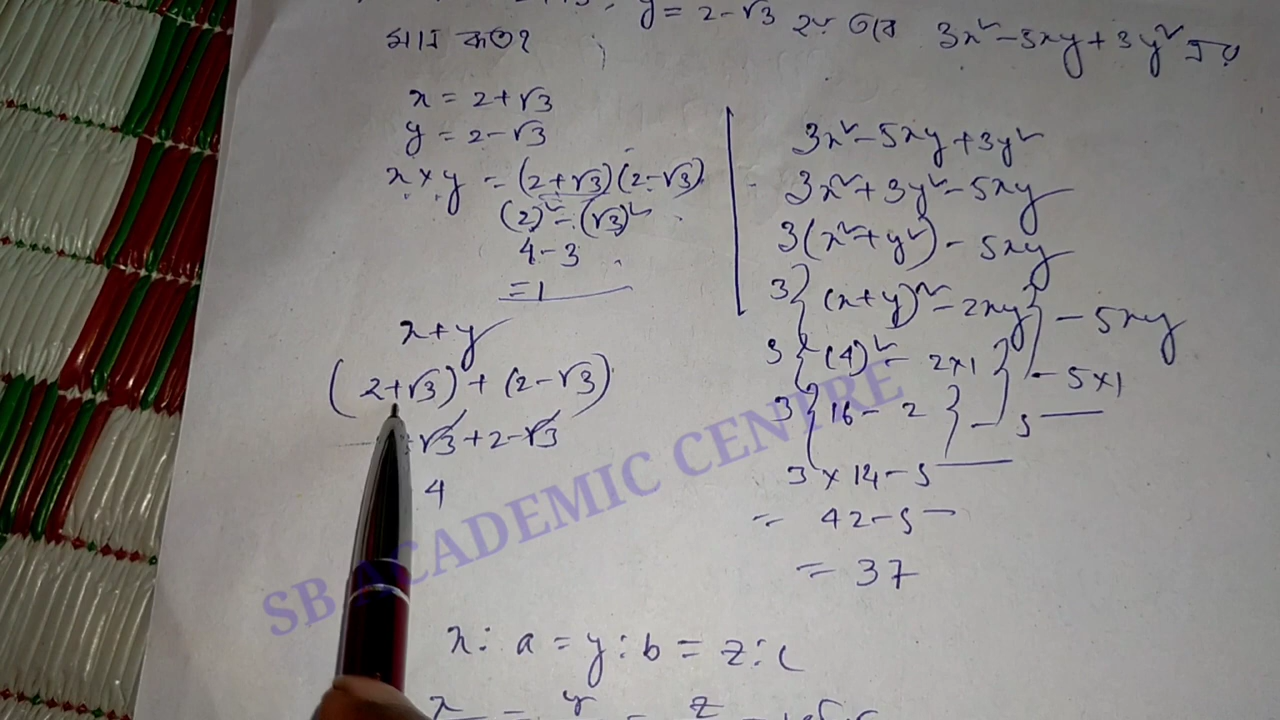 y = 2-√3 হয় তবে 3x²-5xy+3y² এর
মান কত?
x = 2+√3
y = 2-√3
x × y = (2+√3)(2-√3)
(2)² - (√3)²
4-3
=1
x+y
(2+√3) + (2-√3)
√3+2-√3
4
3x²-5xy+3y²
3x²+3y²-5xy
3(x²+y²)-5xy
3{(x+y)²-2xy}-5xy
3{(4)²-2×1}-5×1
3{16-2}-5
3×14-5
= 42-5
= 37
x : a = y : b = z : c
x = y = z
SB ACADEMIC CENTRE